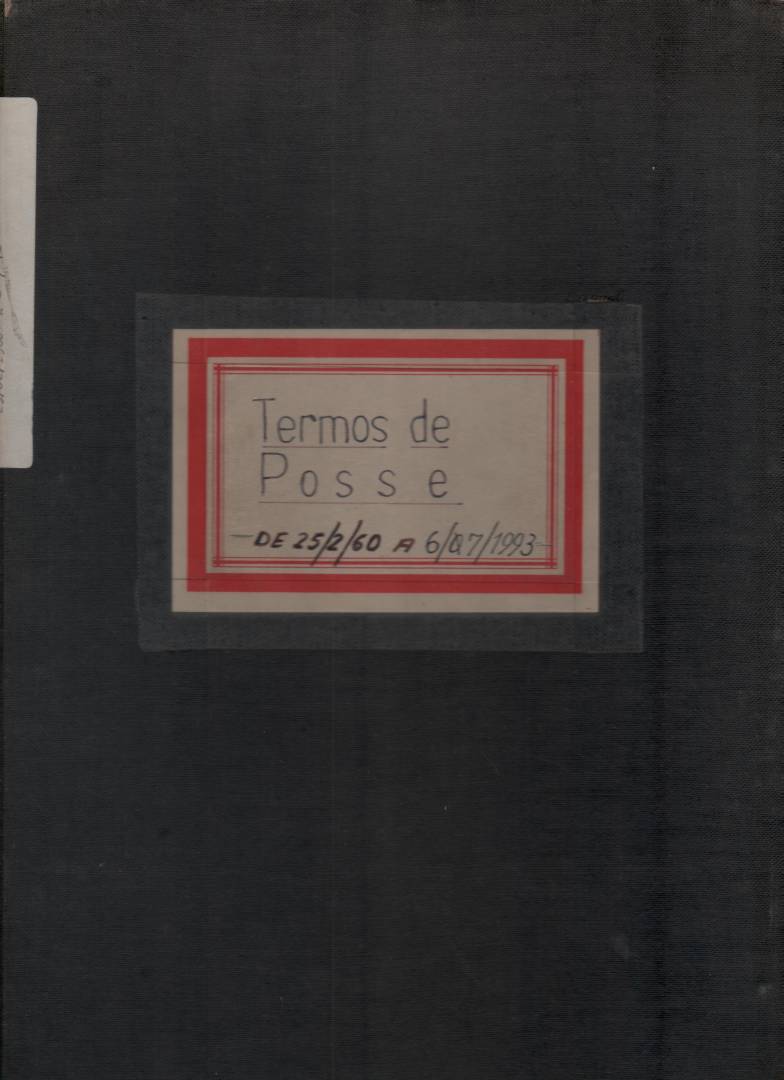 Termos de
Posse
- DE 25/2/60 A 6/07/1993 -